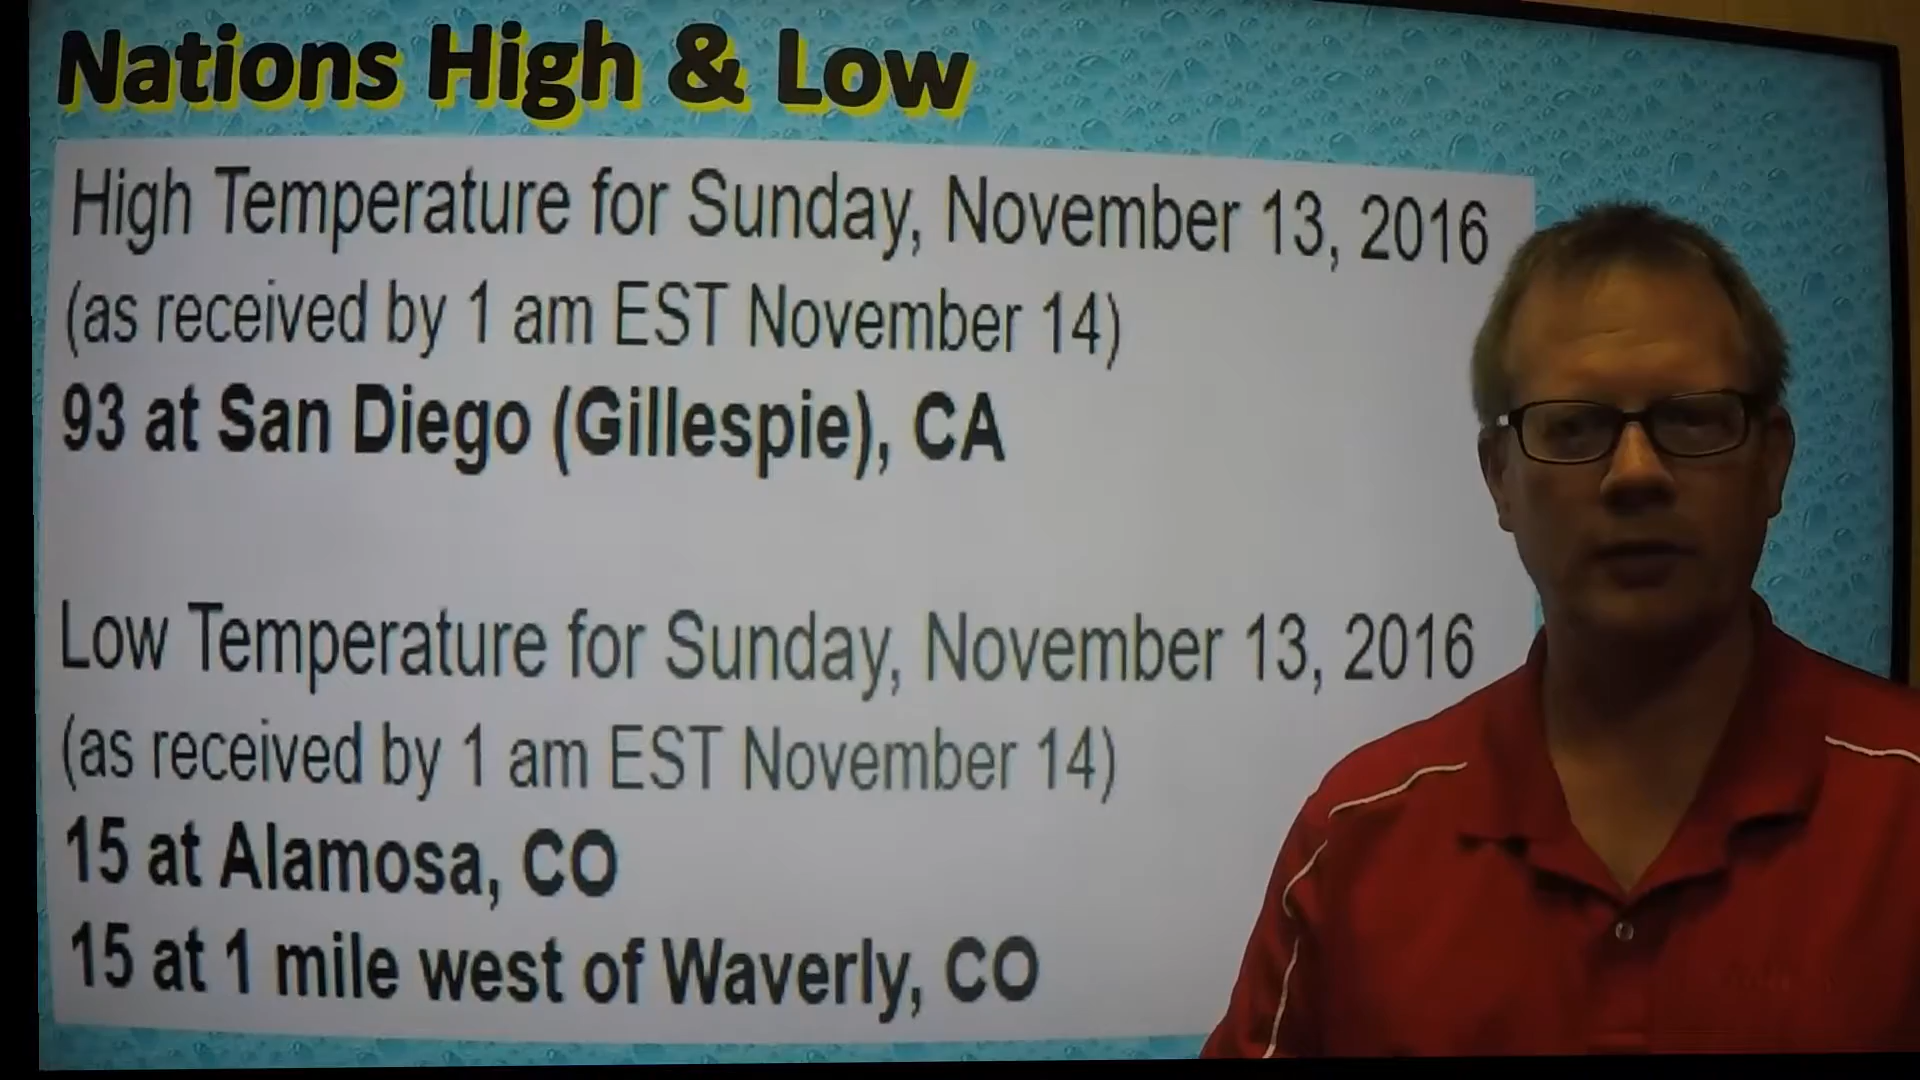 Nations High & Low
High Temperature for Sunday, November 13, 2016
(as received by 1 am EST November 14)
93 at San Diego (Gillespie), CA
Low Temperature for Sunday, November 13, 2016
(as received by 1 am EST November 14)
15 at Alamosa, CO
15 at 1 mile west of Waverly, CO